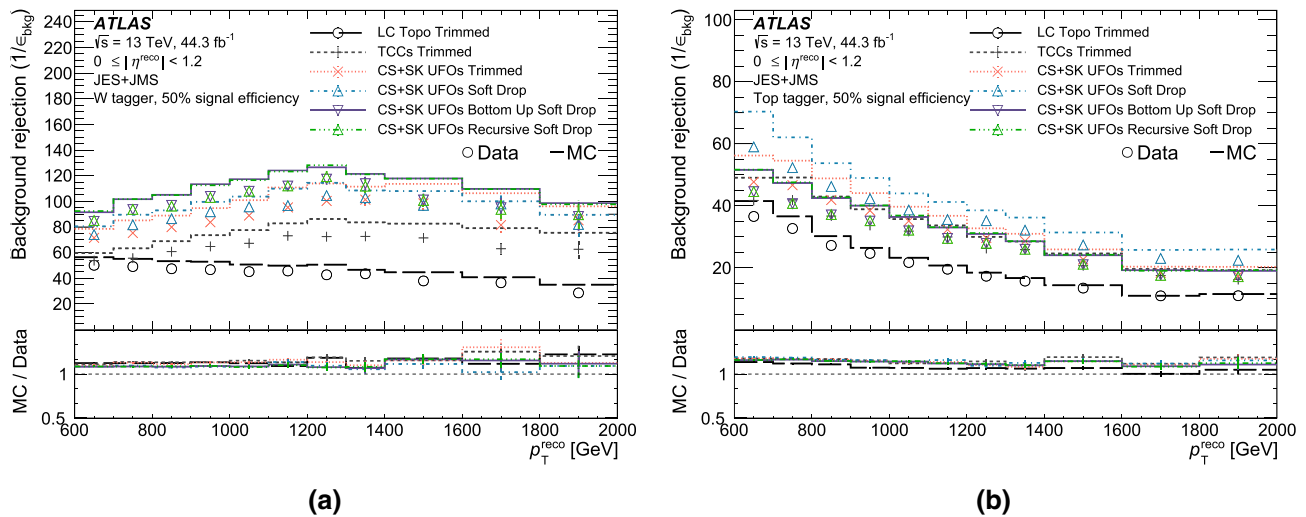 ATLAS
√s = 13 TeV, 44.3 fb⁻¹
0 ≤ | η^reco | < 1.2
JES+JMS
W tagger, 50% signal efficiency
LC Topo Trimmed
TCCs Trimmed
CS+SK UFOs Trimmed
CS+SK UFOs Soft Drop
CS+SK UFOs Bottom Up Soft Drop
CS+SK UFOs Recursive Soft Drop
Data MC
Background rejection (1/ε_bkg)
240
220
200
180
160
140
120
100
80
60
40
20
MC / Data
1
0.5
600 800 1000 1200 1400 1600 1800 2000
p_T^reco [GeV]
(a)
ATLAS
√s = 13 TeV, 44.3 fb⁻¹
0 ≤ | η^reco | < 1.2
JES+JMS
Top tagger, 50% signal efficiency
LC Topo Trimmed
TCCs Trimmed
CS+SK UFOs Trimmed
CS+SK UFOs Soft Drop
CS+SK UFOs Bottom Up Soft Drop
CS+SK UFOs Recursive Soft Drop
Data MC
Background rejection (1/ε_bkg)
100
80
60
40
20
MC / Data
1
0.5
600 800 1000 1200 1400 1600 1800 2000
p_T^reco [GeV]
(b)